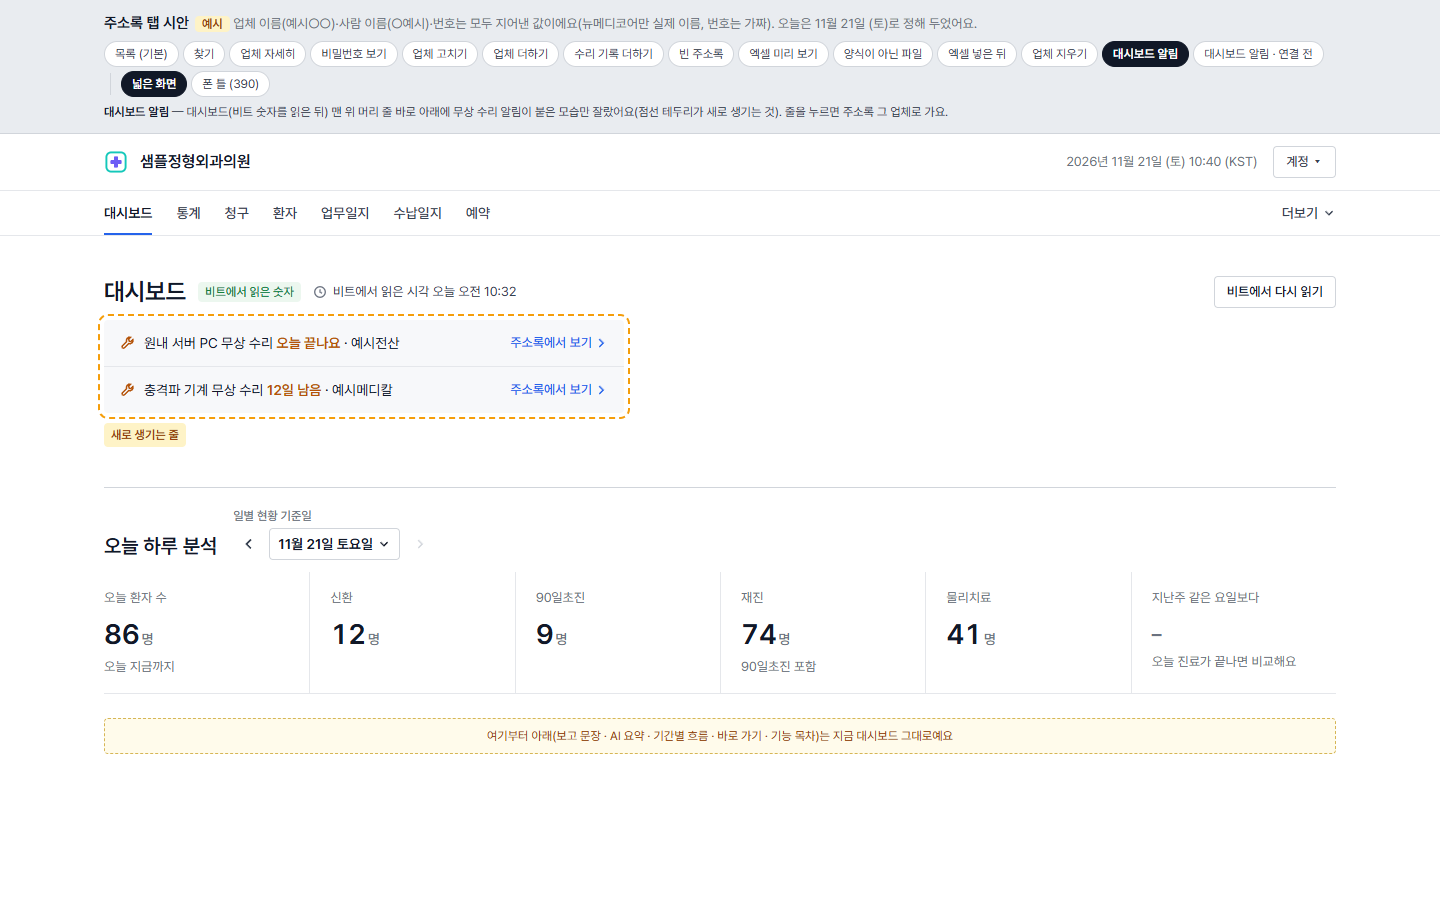 주소록 탭 시안 예시 업체 이름(예시○○)·사람 이름(○예시)·번호는 모두 지어낸 값이에요(뉴메디코어만 실제 이름, 번호는 가짜). 오늘은 11월 21일 (토)로 정해 두었어요.
목록 (기본) 찾기 업체 자세히 비밀번호 보기 업체 고치기 업체 더하기 수리 기록 더하기 빈 주소록 엑셀 미리 보기 양식이 아닌 파일 엑셀 넣은 뒤 업체 지우기 대시보드 알림 대시보드 알림 · 연결 전
넓은 화면 폰 틀 (390)
대시보드 알림 — 대시보드(비트 숫자를 읽은 뒤) 맨 위 머리 줄 바로 아래에 무상 수리 알림이 붙은 모습만 잘랐어요(점선 테두리가 새로 생기는 것). 줄을 누르면 주소록 그 업체로 가요.
샘플정형외과의원 2026년 11월 21일 (토) 10:40 (KST) 계정
대시보드 통계 청구 환자 업무일지 수납일지 예약 더보기
대시보드 비트에서 읽은 숫자 비트에서 읽은 시각 오늘 오전 10:32 비트에서 다시 읽기
원내 서버 PC 무상 수리 오늘 끝나요 · 예시전산 주소록에서 보기
충격파 기계 무상 수리 12일 남음 · 예시메디칼 주소록에서 보기
새로 생기는 줄
일별 현황 기준일
오늘 하루 분석 11월 21일 토요일
오늘 환자 수 신환 90일초진 재진 물리치료 지난주 같은 요일보다
86명 12명 9명 74명 41명 –
오늘 지금까지 90일초진 포함 오늘 진료가 끝나면 비교해요
여기부터 아래(보고 문장 · AI 요약 · 기간별 흐름 · 바로 가기 · 기능 목차)는 지금 대시보드 그대로예요